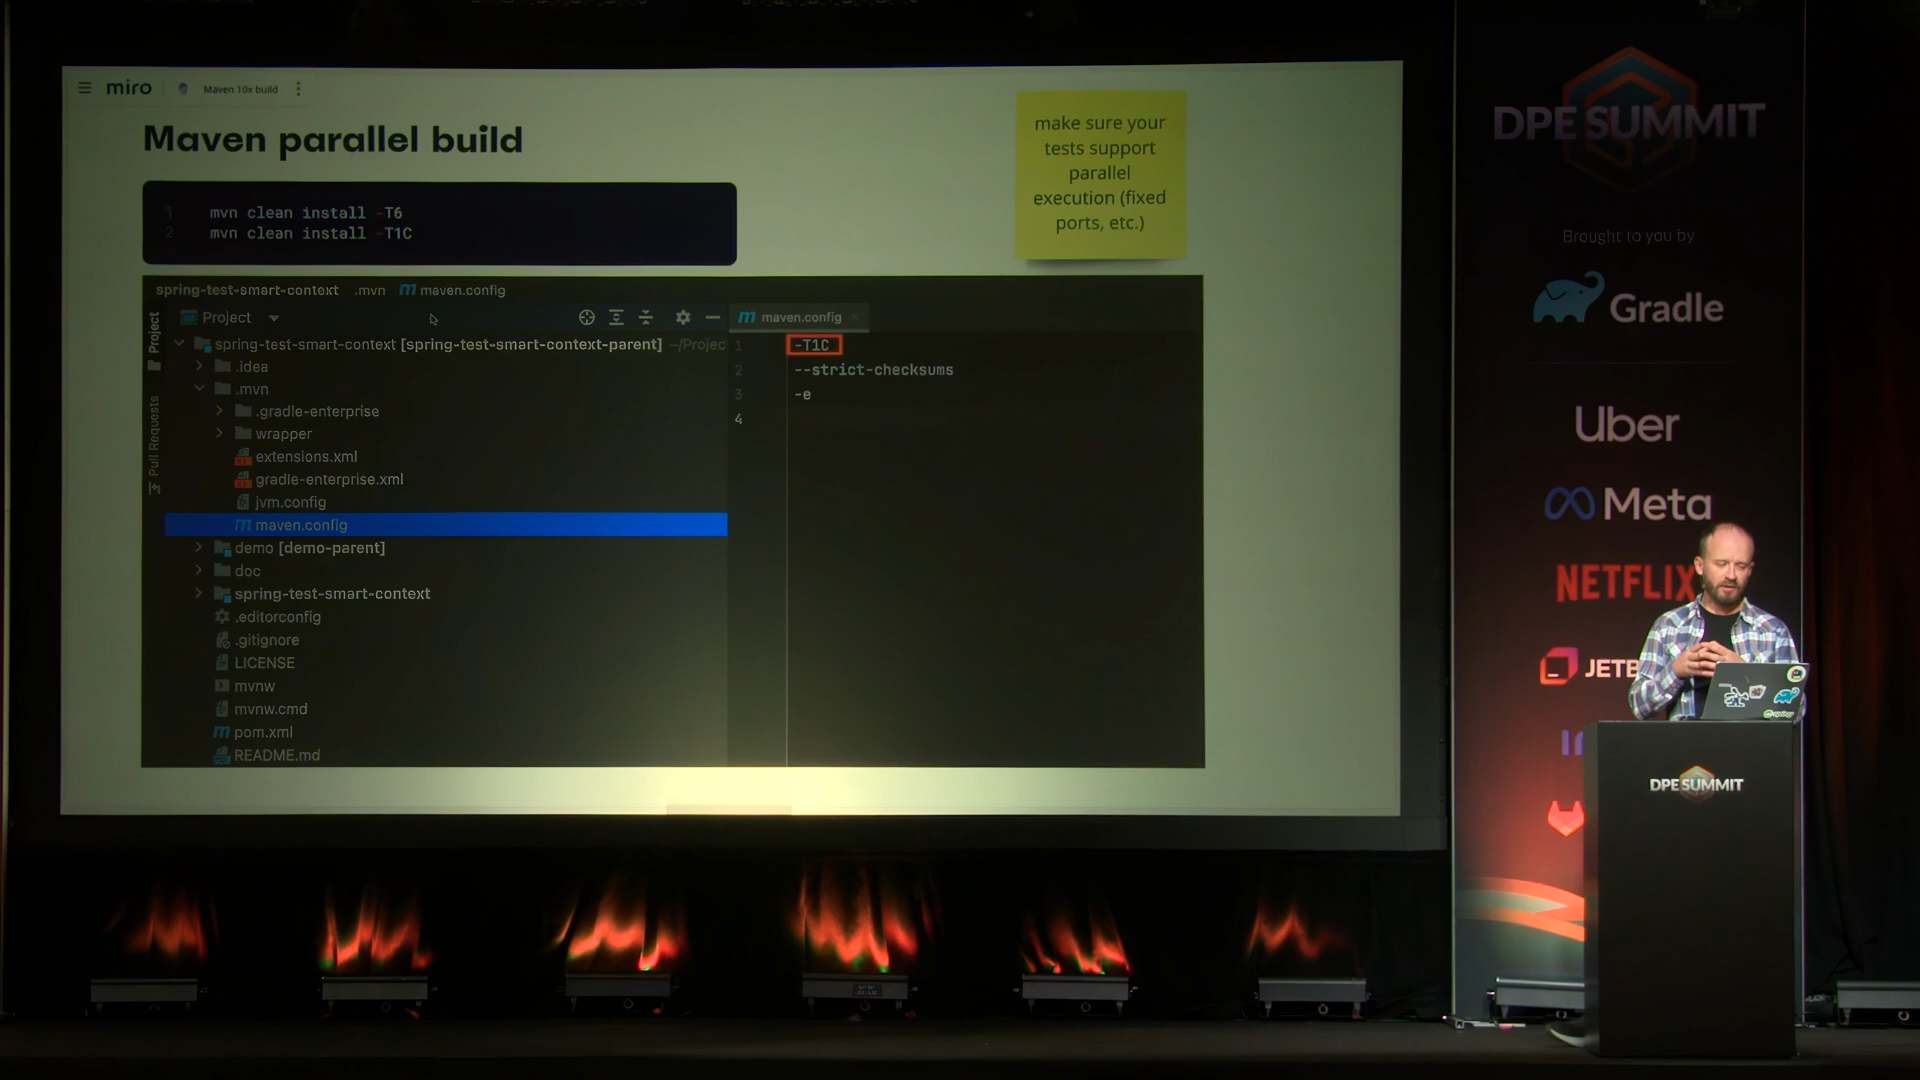 miro
Maven 10x build
Maven parallel build
1 mvn clean install -T6
2 mvn clean install -T1C
make sure your
tests support
parallel
execution (fixed
ports, etc.)
spring-test-smart-context .mvn maven.config
Project
Pull Requests
Project
spring-test-smart-context [spring-test-smart-context-parent] ~/Projec
.idea
.mvn
.gradle-enterprise
wrapper
extensions.xml
gradle-enterprise.xml
jvm.config
maven.config
demo [demo-parent]
doc
spring-test-smart-context
.editorconfig
.gitignore
LICENSE
mvnw
mvnw.cmd
pom.xml
README.md
maven.config
1 -T1C
2 --strict-checksums
3 -e
4
DPE SUMMIT
Brought to you by
Gradle
Uber
Meta
NETFLIX
JETB
DPE SUMMIT